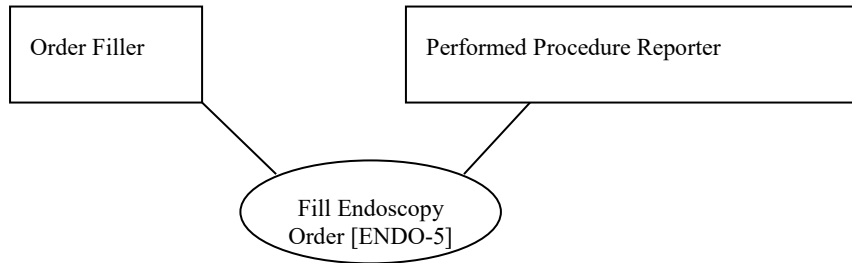 Order Filler
Performed Procedure Reporter
Fill Endoscopy
Order [ENDO-5]